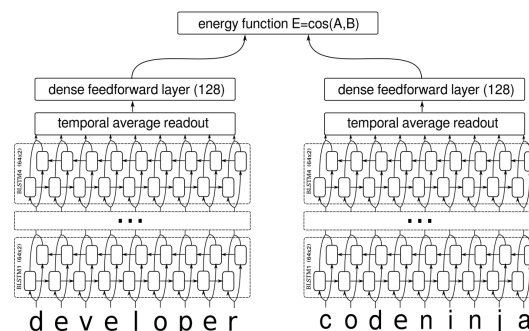 energy function E=cos(A,B)
dense feedforward layer (128)
dense feedforward layer (128)
temporal average readout
temporal average readout
BLSTM4 (64x2)
BLSTM4 (64x2)
...
...
BLSTM1 (64x2)
BLSTM1 (64x2)
d e v e l o p e r
c o d e n i n j a